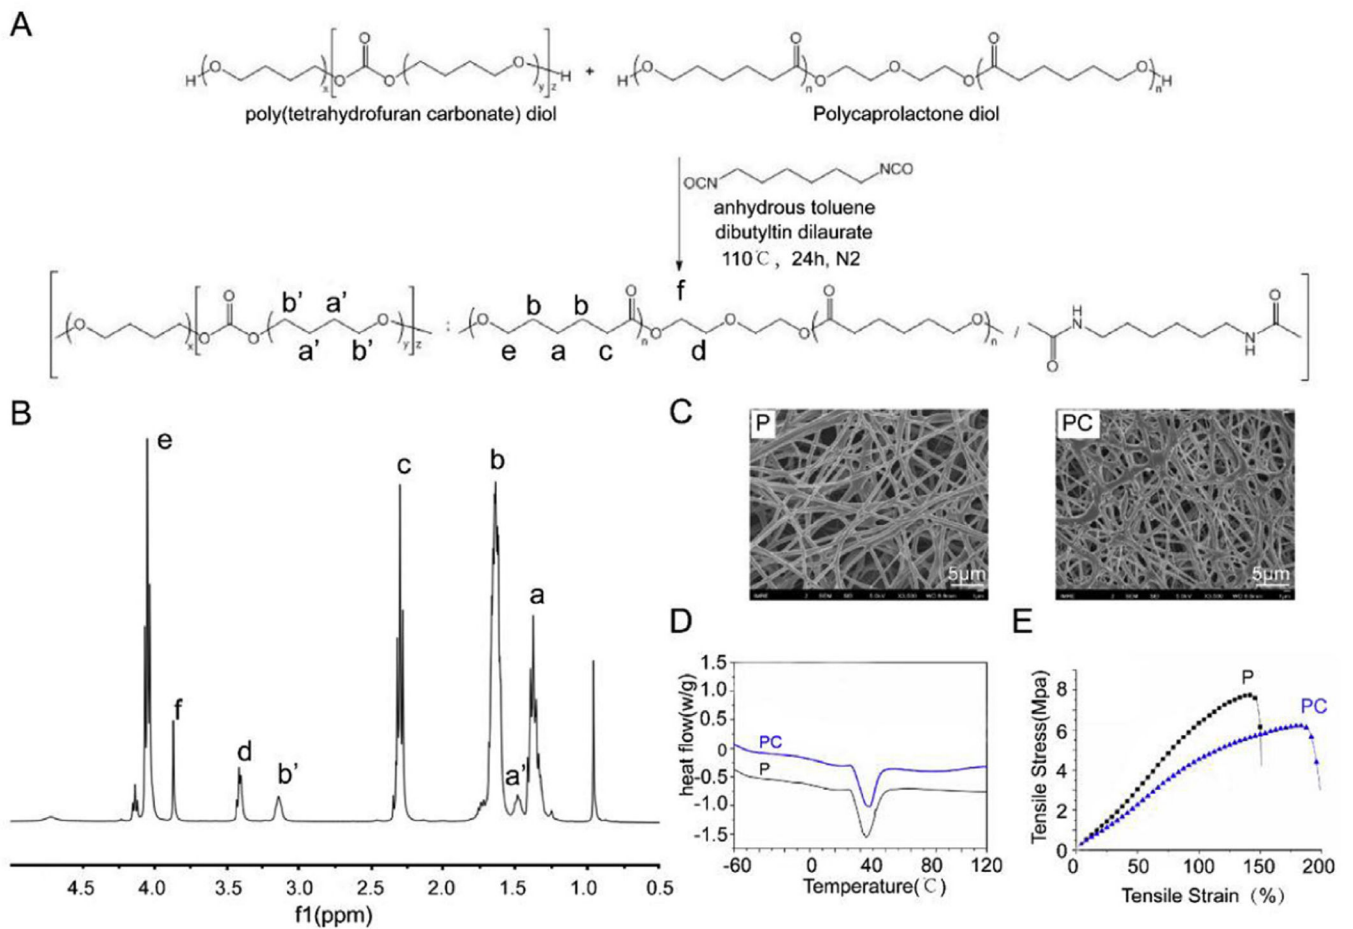 A
H ( O ) x [ O O O ( O ) y ] z H + H ( O O ) n O O O ( O O ) n H
poly(tetrahydrofuran carbonate) diol
Polycaprolactone diol
OCN NCO
anhydrous toluene
dibutyltin dilaurate
110℃, 24h, N2
b' a' b b f
( O ) x [ O O O ( O ) y ] z : ( O O ) n O O O ( O O ) n / O H N N H O
a' b' e a c d
B
e
f
d
b'
c
b
a'
a
4.5 4.0 3.5 3.0 2.5 2.0 1.5 1.0 0.5
f1(ppm)
C
P
5μm
PC
5μm
D
heat flow(w/g)
1.5
1.0
0.5
0
-0.5
-1.0
-1.5
PC
P
-60 -40 0 40 80 120
Temperature(℃)
E
Tensile Stress(Mpa)
8
6
4
2
0
P
PC
0 50 100 150 200
Tensile Strain (%)